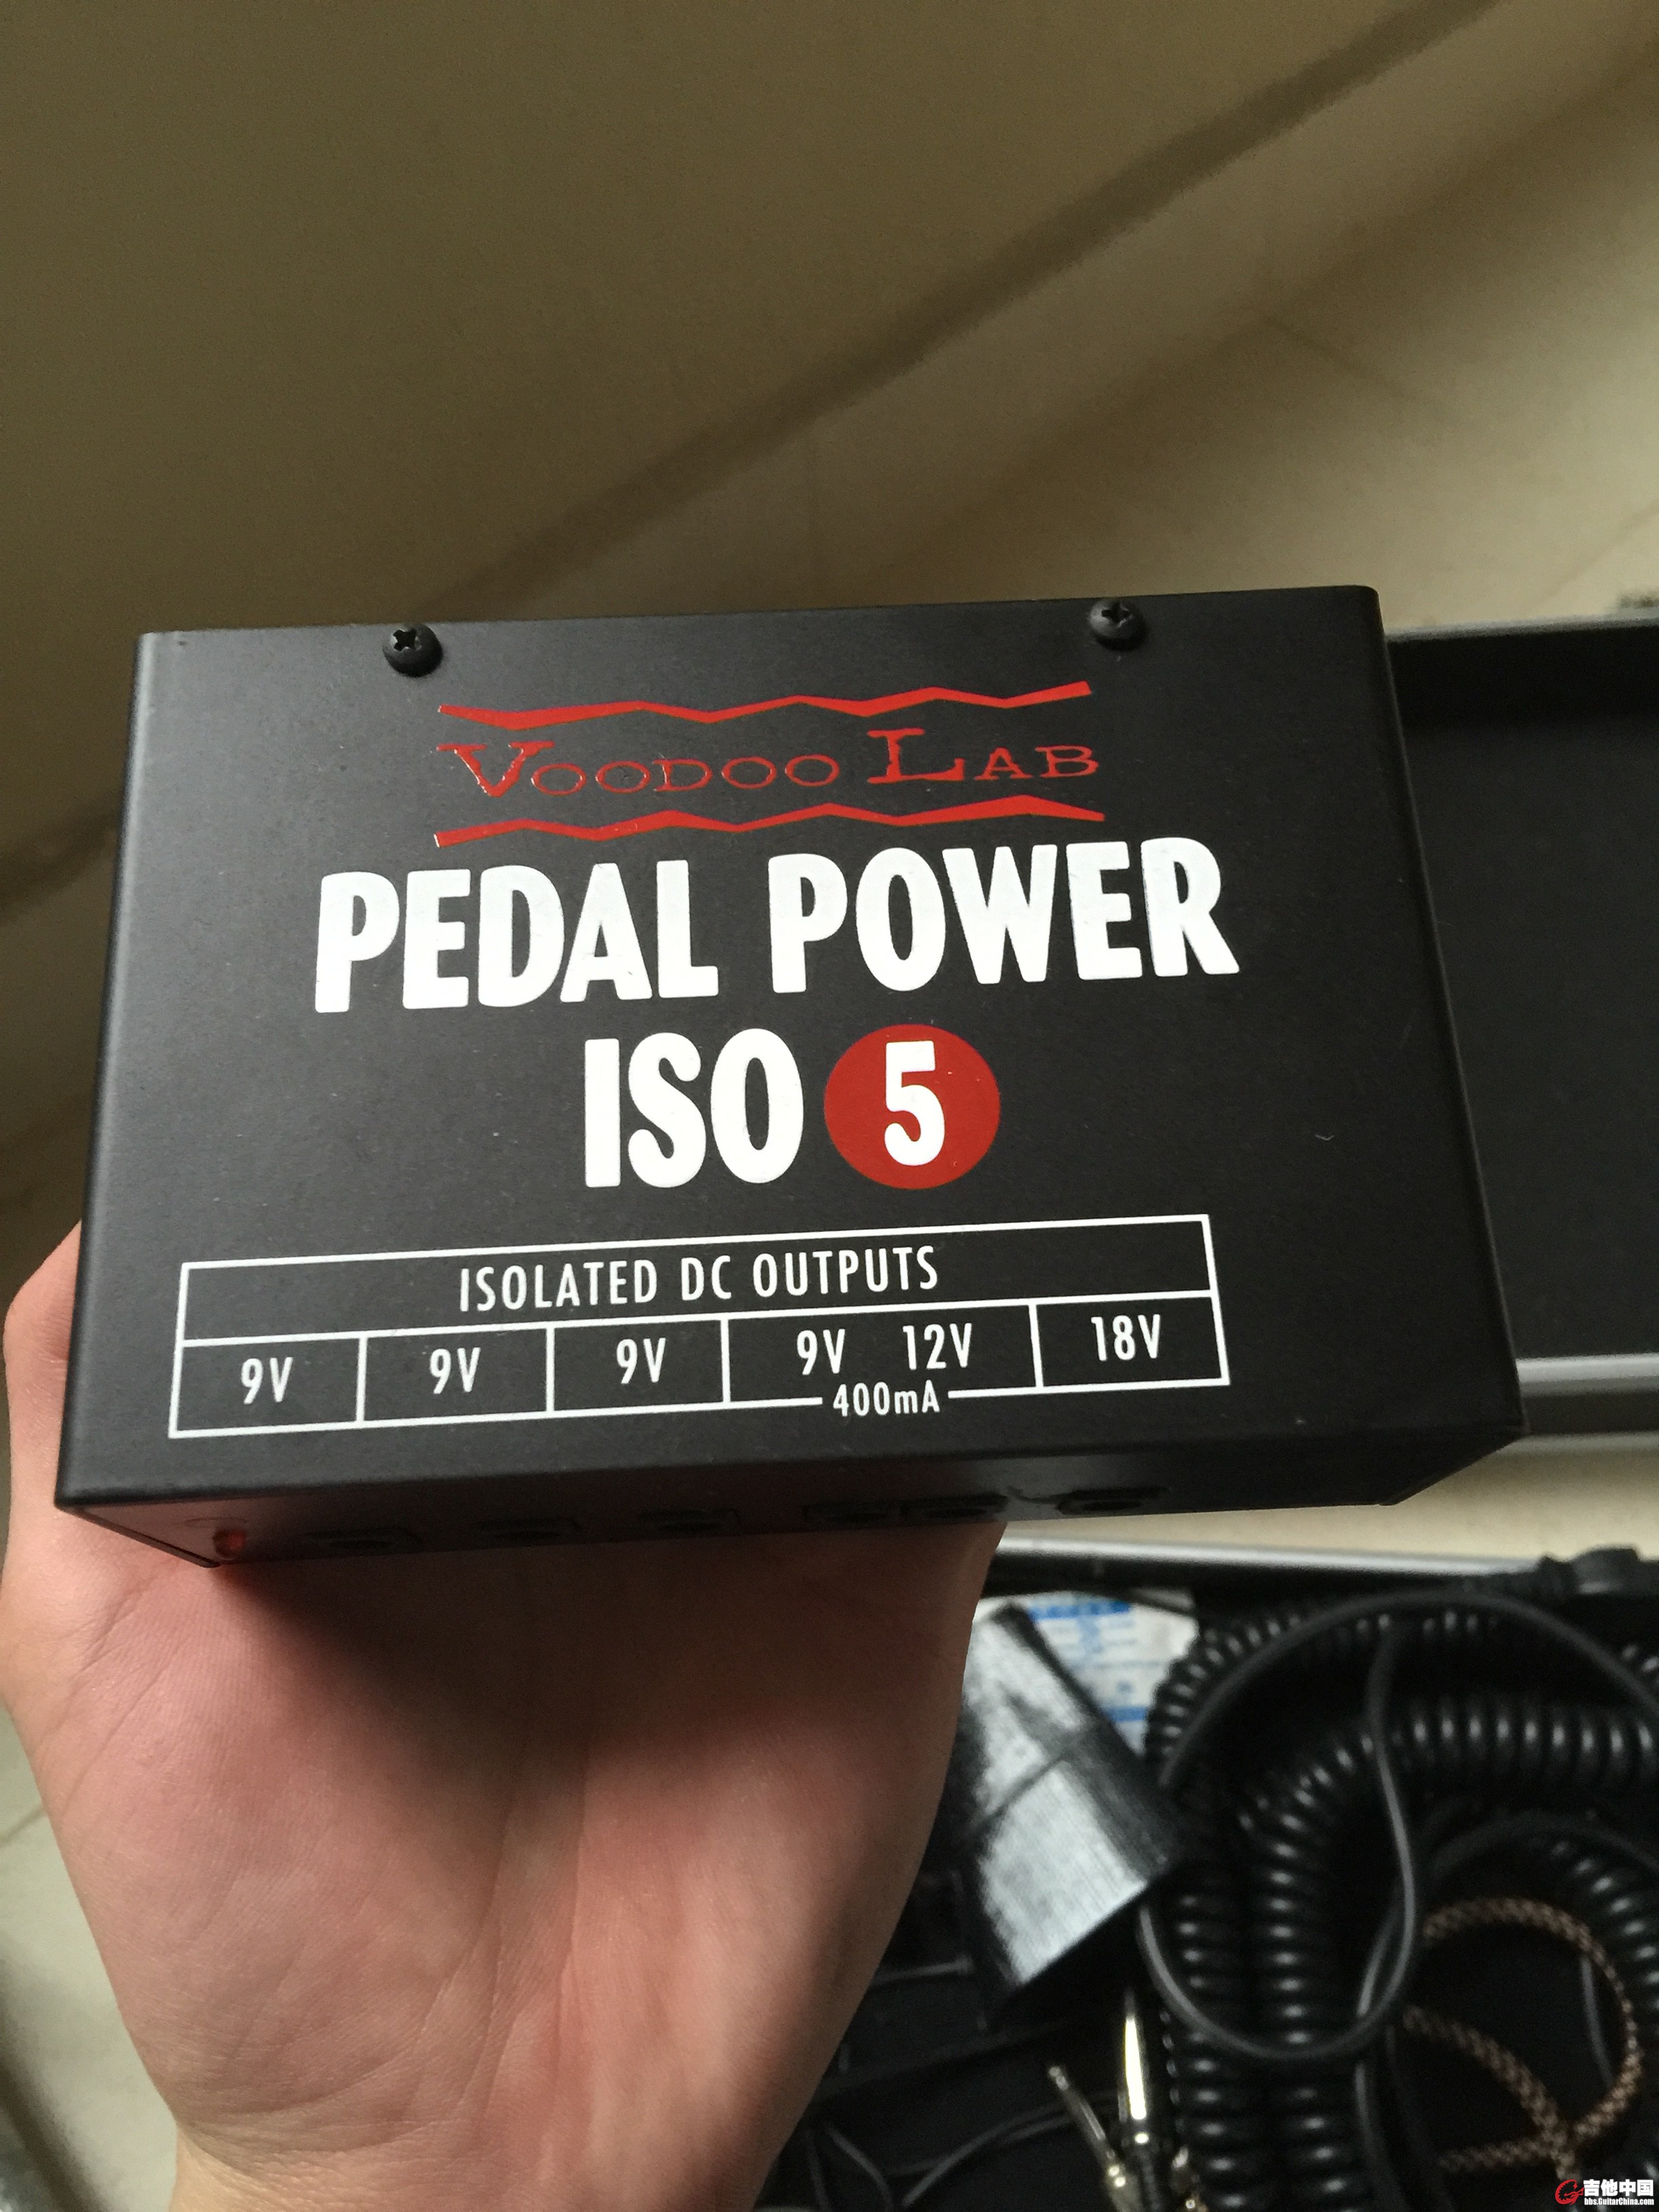 VOODOO LAB
PEDAL POWER
ISO 5
ISOLATED DC OUTPUTS
9V 9V 9V 9V 12V 18V
400mA
吉他中国
bbs.GuitarChina.com